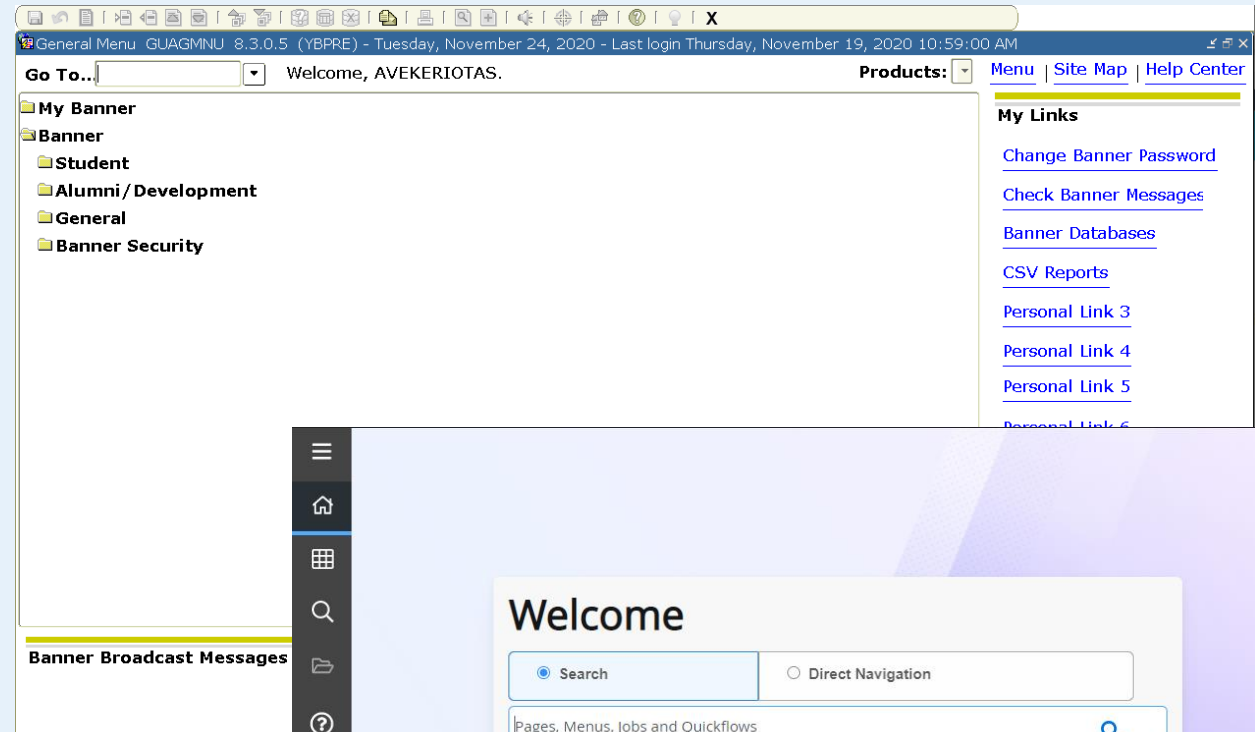 X
General Menu GUAGMNU 8.3.0.5 (YBPRE) - Tuesday, November 24, 2020 - Last login Thursday, November 19, 2020 10:59:00 AM
Go To... Welcome, AVEKERIOTAS. Products: Menu | Site Map | Help Center
My Banner
Banner
Student
Alumni/Development
General
Banner Security
My Links
Change Banner Password
Check Banner Messages
Banner Databases
CSV Reports
Personal Link 3
Personal Link 4
Personal Link 5
Personal Link 6
Banner Broadcast Messages
Welcome
Search Direct Navigation
Pages, Menus, Jobs and Quickflows